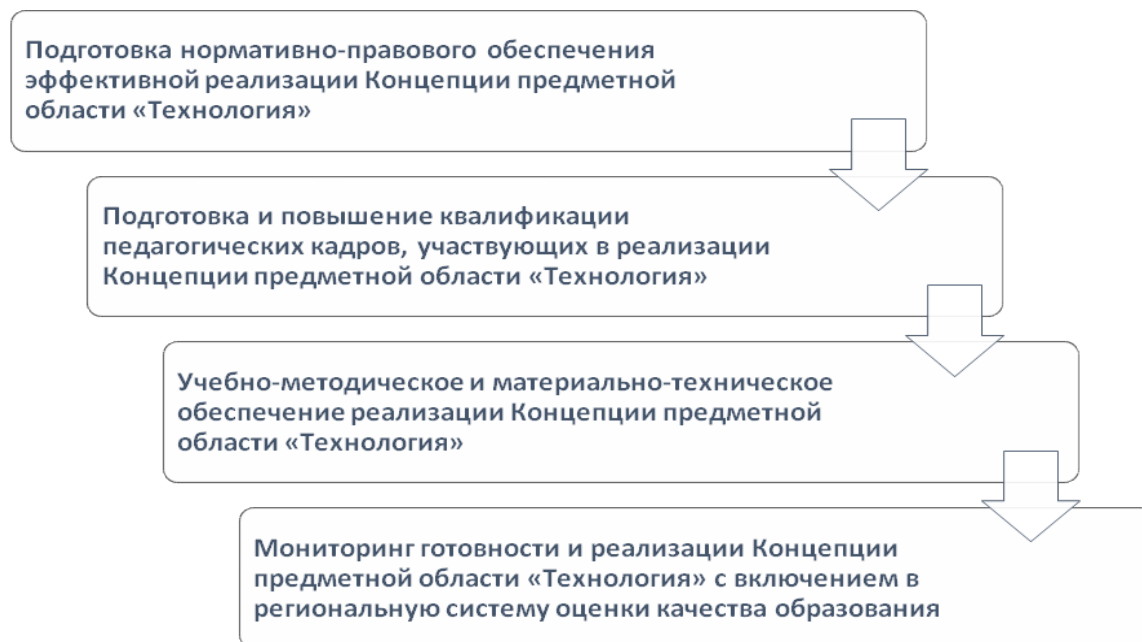 Подготовка нормативно-правового обеспечения
эффективной реализации Концепции предметной
области «Технология»
Подготовка и повышение квалификации
педагогических кадров, участвующих в реализации
Концепции предметной области «Технология»
Учебно-методическое и материально-техническое
обеспечение реализации Концепции предметной
области «Технология»
Мониторинг готовности и реализации Концепции
предметной области «Технология» с включением в
региональную систему оценки качества образования